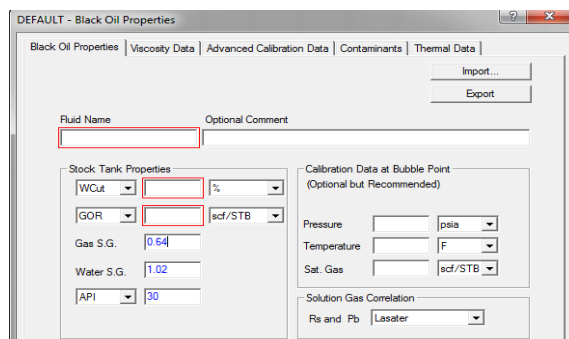 DEFAULT - Black Oil Properties
Black Oil Properties Viscosity Data Advanced Calibration Data Contaminants Thermal Data
Import...
Export
Fluid Name Optional Comment
Stock Tank Properties
WCut %
GOR scf/STB
Gas S.G. 0.64
Water S.G. 1.02
API 30
Calibration Data at Bubble Point
(Optional but Recommended)
Pressure psia
Temperature F
Sat. Gas scf/STB
Solution Gas Correlation
Rs and Pb Lasater